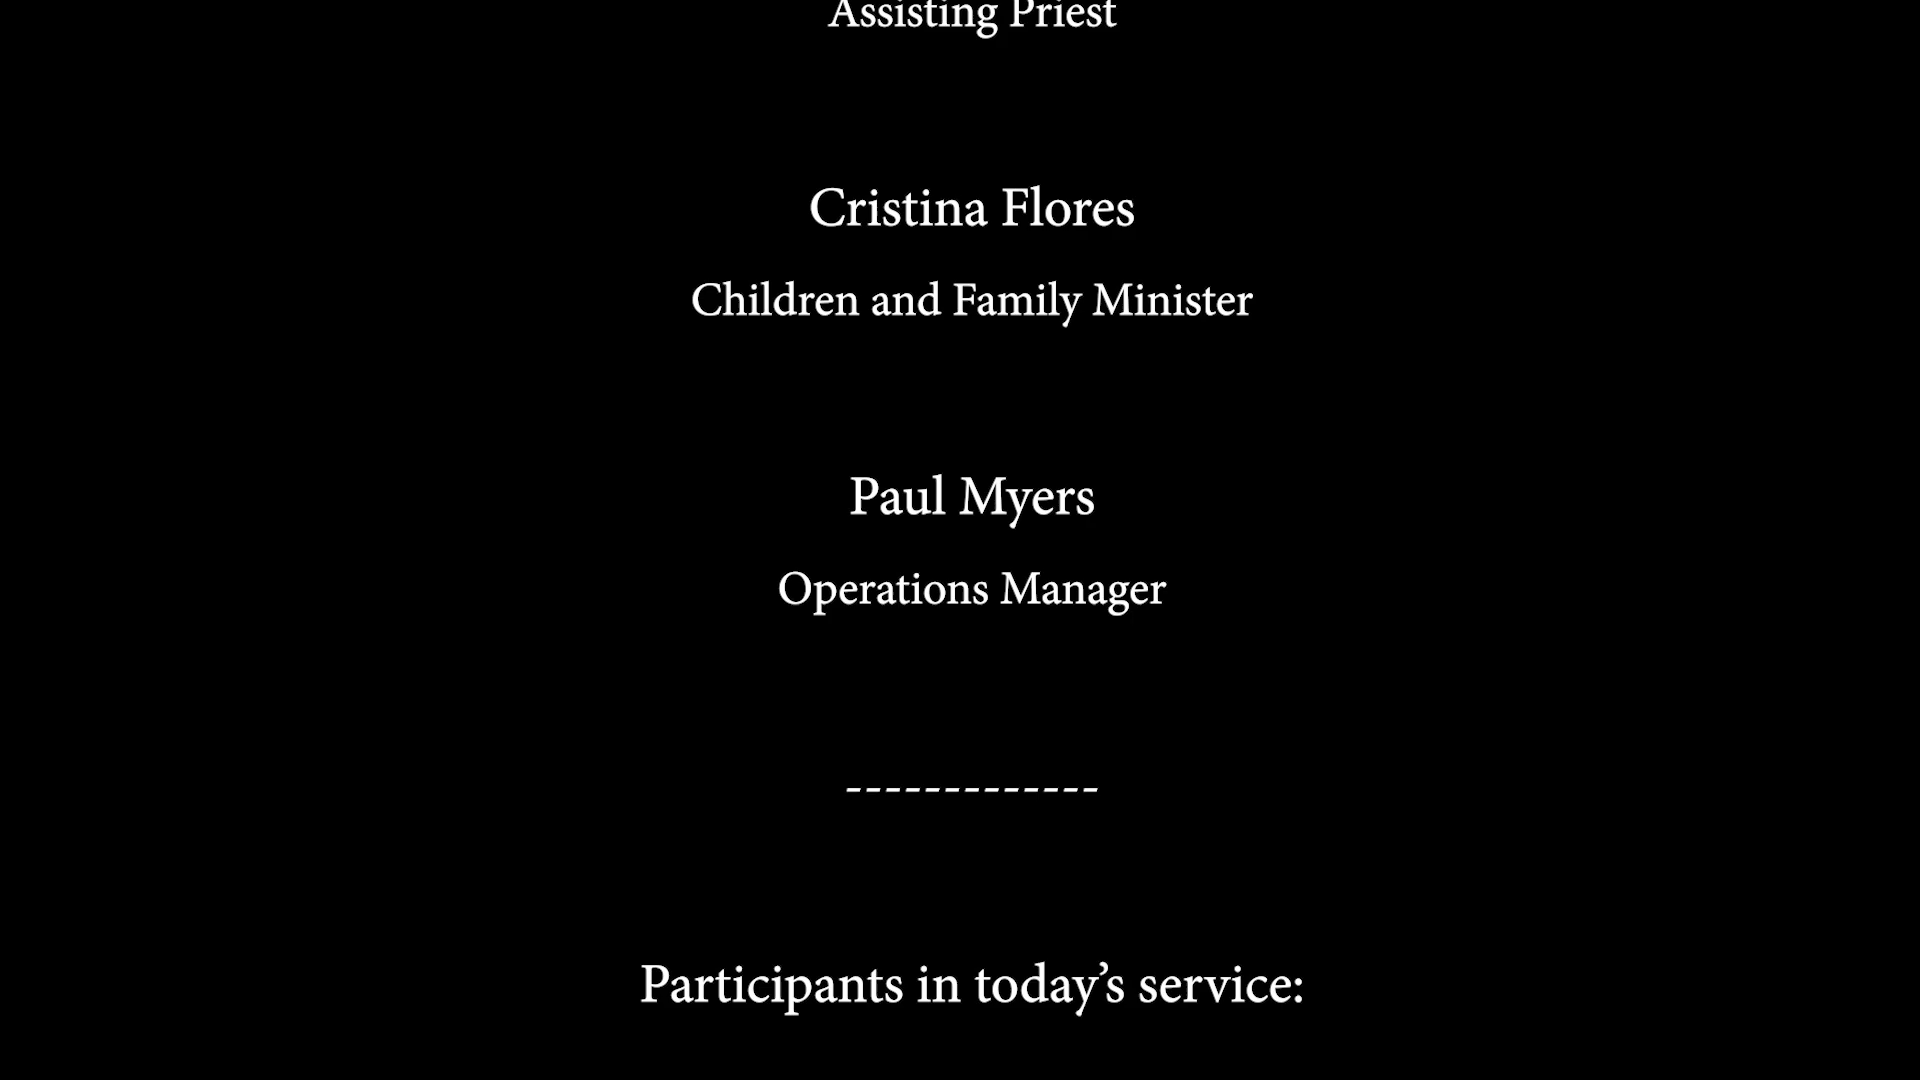 Assisting Priest
Cristina Flores
Children and Family Minister
Paul Myers
Operations Manager
-------------
Participants in today’s service: